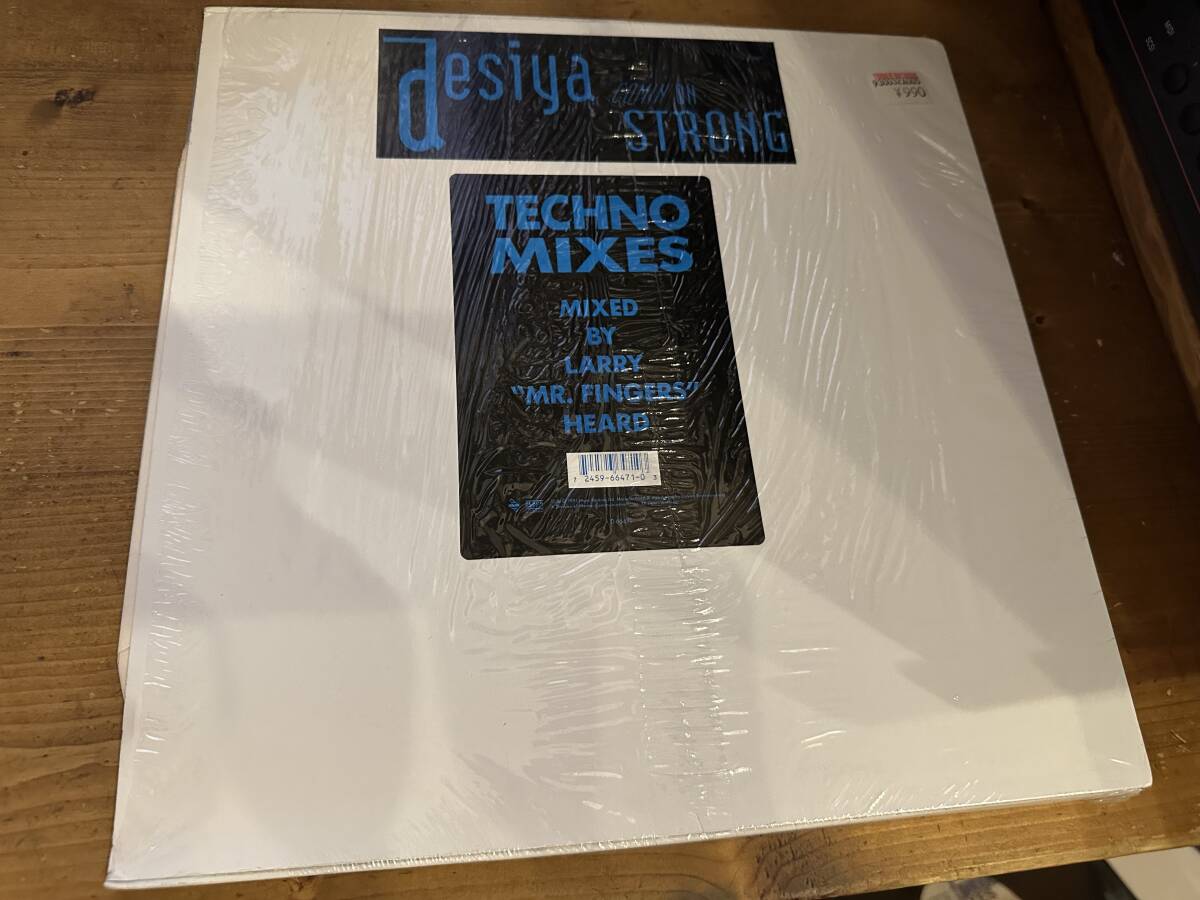 desiya
COMIN ON
STRONG
¥990
TECHNO
MIXES
MIXED
BY
LARRY
"MR. FINGERS"
HEARD
7 2459-66471-0 3